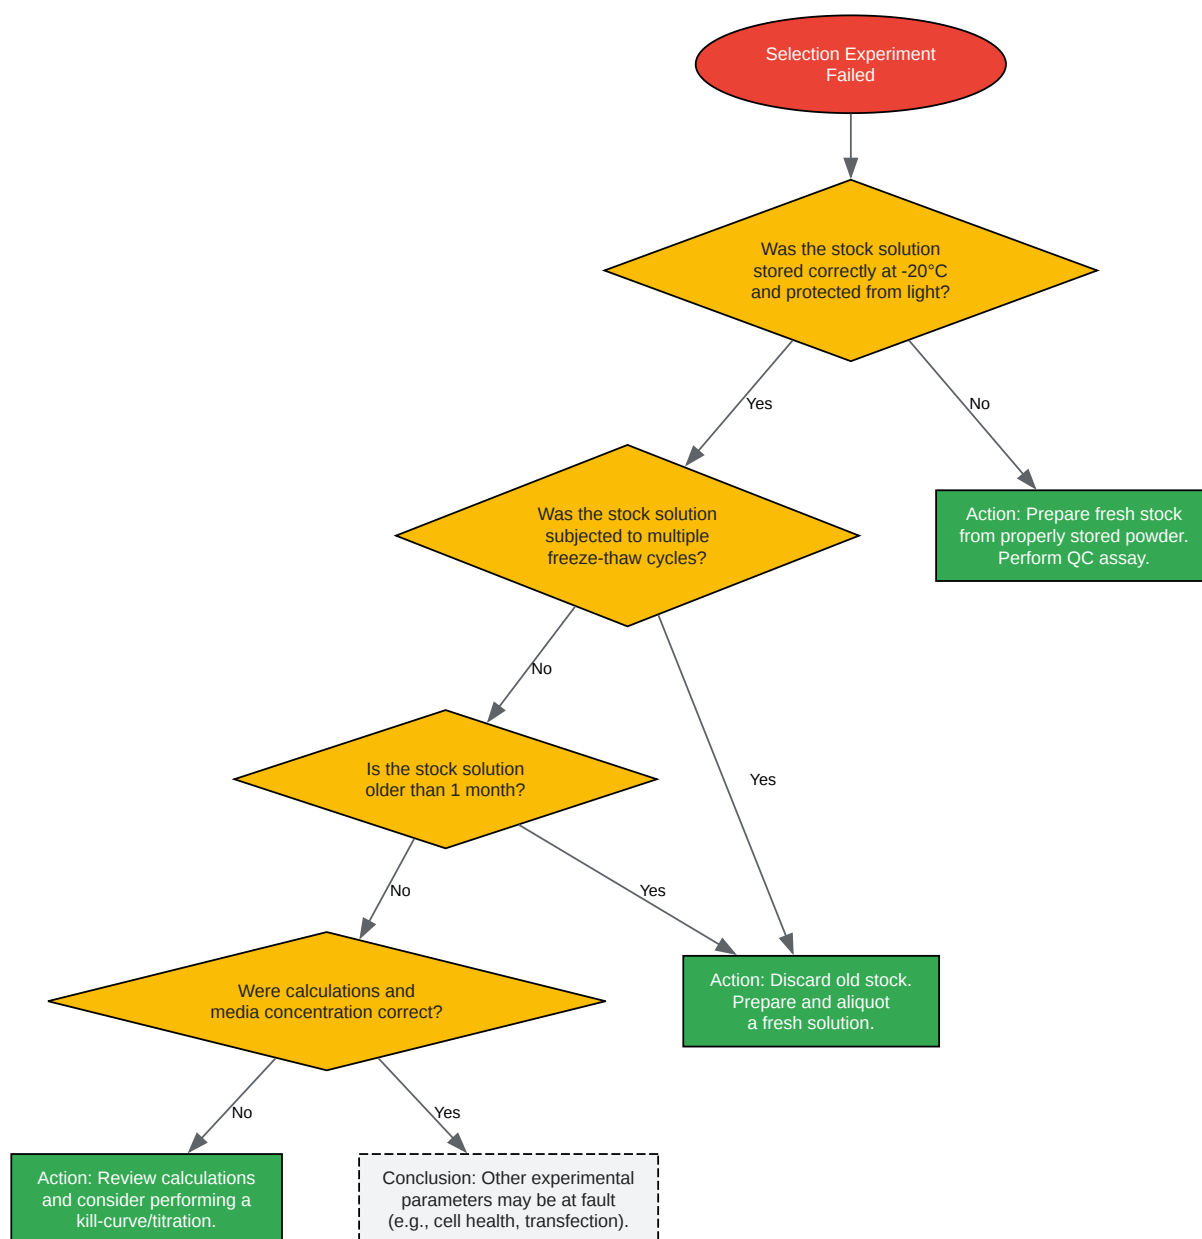 Selection Experiment
Failed
Was the stock solution
stored correctly at -20°C
and protected from light?
Yes
No
Was the stock solution
subjected to multiple
freeze-thaw cycles?
Action: Prepare fresh stock
from properly stored powder.
Perform QC assay.
No
Is the stock solution
older than 1 month?
Yes
No
Yes
Were calculations and
media concentration correct?
Action: Discard old stock.
Prepare and aliquot
a fresh solution.
No
Yes
Action: Review calculations
and consider performing a
kill-curve/titration.
Conclusion: Other experimental
parameters may be at fault
(e.g., cell health, transfection).